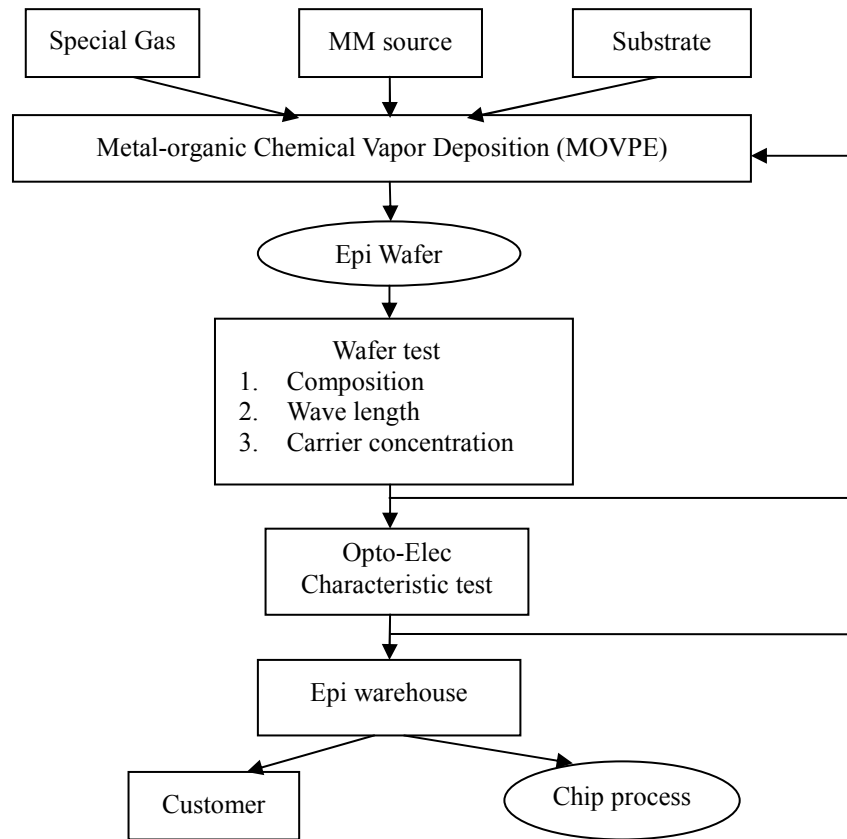 Special Gas
MM source
Substrate
Metal-organic Chemical Vapor Deposition (MOVPE)
Epi Wafer
Wafer test
1. Composition
2. Wave length
3. Carrier concentration
Opto-Elec
Characteristic test
Epi warehouse
Customer
Chip process